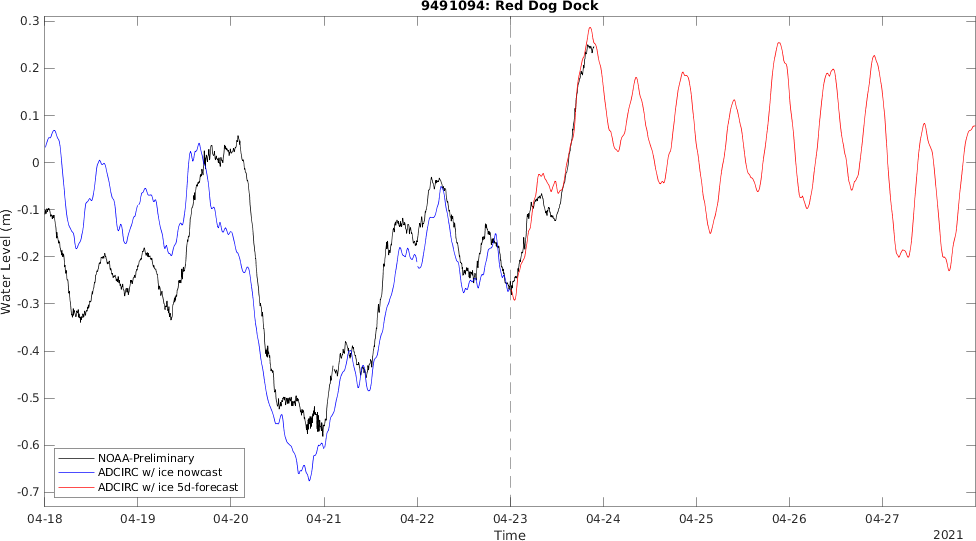 9491094: Red Dog Dock
0.3
0.2
0.1
0
-0.1
-0.2
-0.3
-0.4
-0.5
-0.6
-0.7
Water Level (m)
NOAA-Preliminary
ADCIRC w/ ice nowcast
ADCIRC w/ ice 5d-forecast
04-18 04-19 04-20 04-21 04-22 04-23 04-24 04-25 04-26 04-27
Time
2021